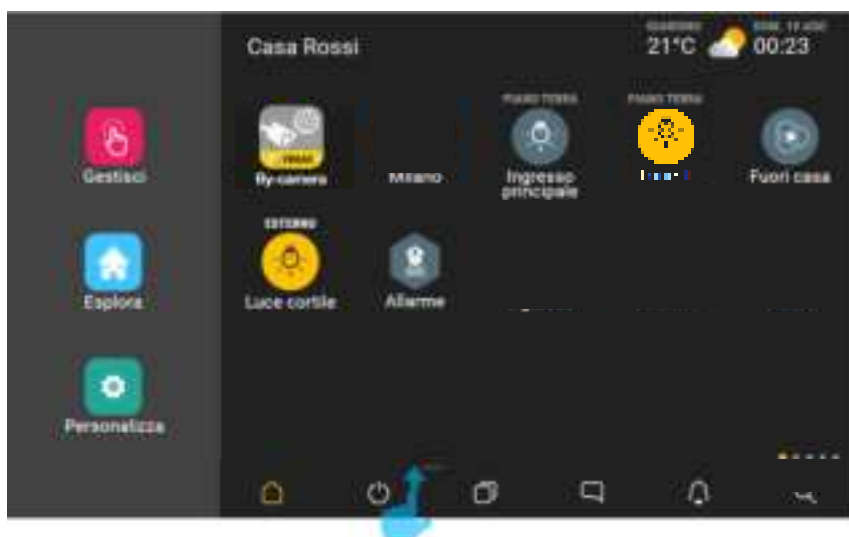 Casa Rossi
21°C
00:23
PIANO TERRA
PIANO TERRA
Gestisci
By-camera
Milano
Ingresso
principale
Fuori casa
ESTERNO
Esplora
Luce cortile
Allarme
Personalizza